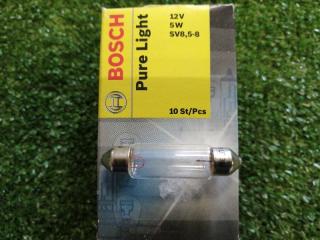 BOSCH
Pure Light
12V
5W
SV8,5-8
10 St/Pcs